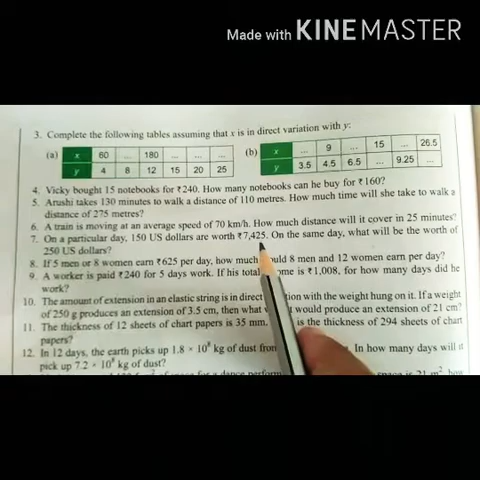 Made with KINEMASTER
3. Complete the following tables assuming that x is in direct variation with y:
(a) x 60 ... 180 ... ... ...
y 4 8 12 15 20 25
(b) x ... 9 ... 15 ... 26.5
y 3.5 4.5 6.5 ... 9.25 ...
4. Vicky bought 15 notebooks for ₹240. How many notebooks can he buy for ₹160?
5. Arushi takes 130 minutes to walk a distance of 110 metres. How much time will she take to walk a
distance of 275 metres?
6. A train is moving at an average speed of 70 km/h. How much distance will it cover in 25 minutes?
7. On a particular day, 150 US dollars are worth ₹7,425. On the same day, what will be the worth of
250 US dollars?
8. If 5 men or 8 women earn ₹625 per day, how much would 8 men and 12 women earn per day?
9. A worker is paid ₹240 for 5 days work. If his total me is ₹1,008, for how many days did he
work?
10. The amount of extension in an elastic string is in direct ion with the weight hung on it. If a weight
of 250 g produces an extension of 3.5 cm, then what would produce an extension of 21 cm?
11. The thickness of 12 sheets of chart papers is 35 mm. is the thickness of 294 sheets of chart
papers?
12. In 12 days, the earth picks up 1.8 × 10⁸ kg of dust from In how many days will it
pick up 7.2 × 10⁹ kg of dust?
for a dance perform space is 21 m², how